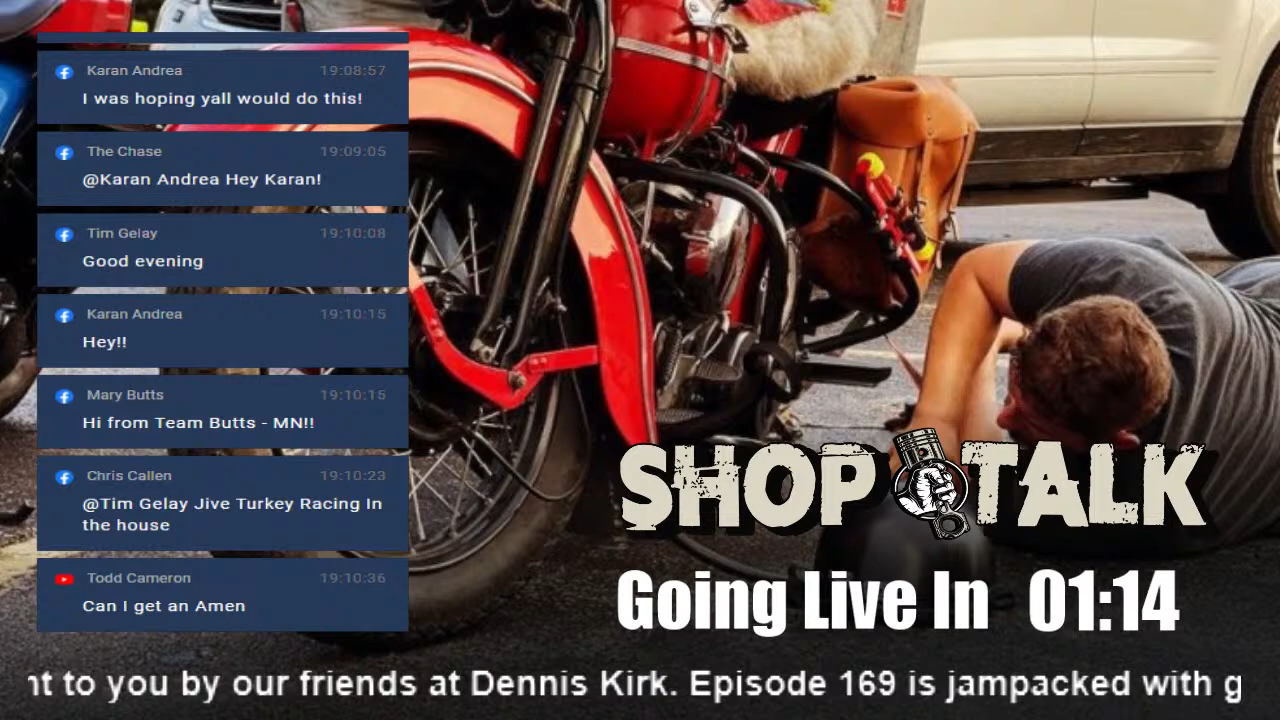 Karan Andrea 19:08:57
I was hoping yall would do this!
The Chase 19:09:05
@Karan Andrea Hey Karan!
Tim Gelay 19:10:08
Good evening
Karan Andrea 19:10:15
Hey!!
Mary Butts 19:10:15
Hi from Team Butts - MN!!
Chris Callen 19:10:23
@Tim Gelay Jive Turkey Racing In
the house
Todd Cameron 19:10:36
Can I get an Amen
SHOP TALK
Going Live In 01:14
nt to you by our friends at Dennis Kirk. Episode 169 is jampacked with g